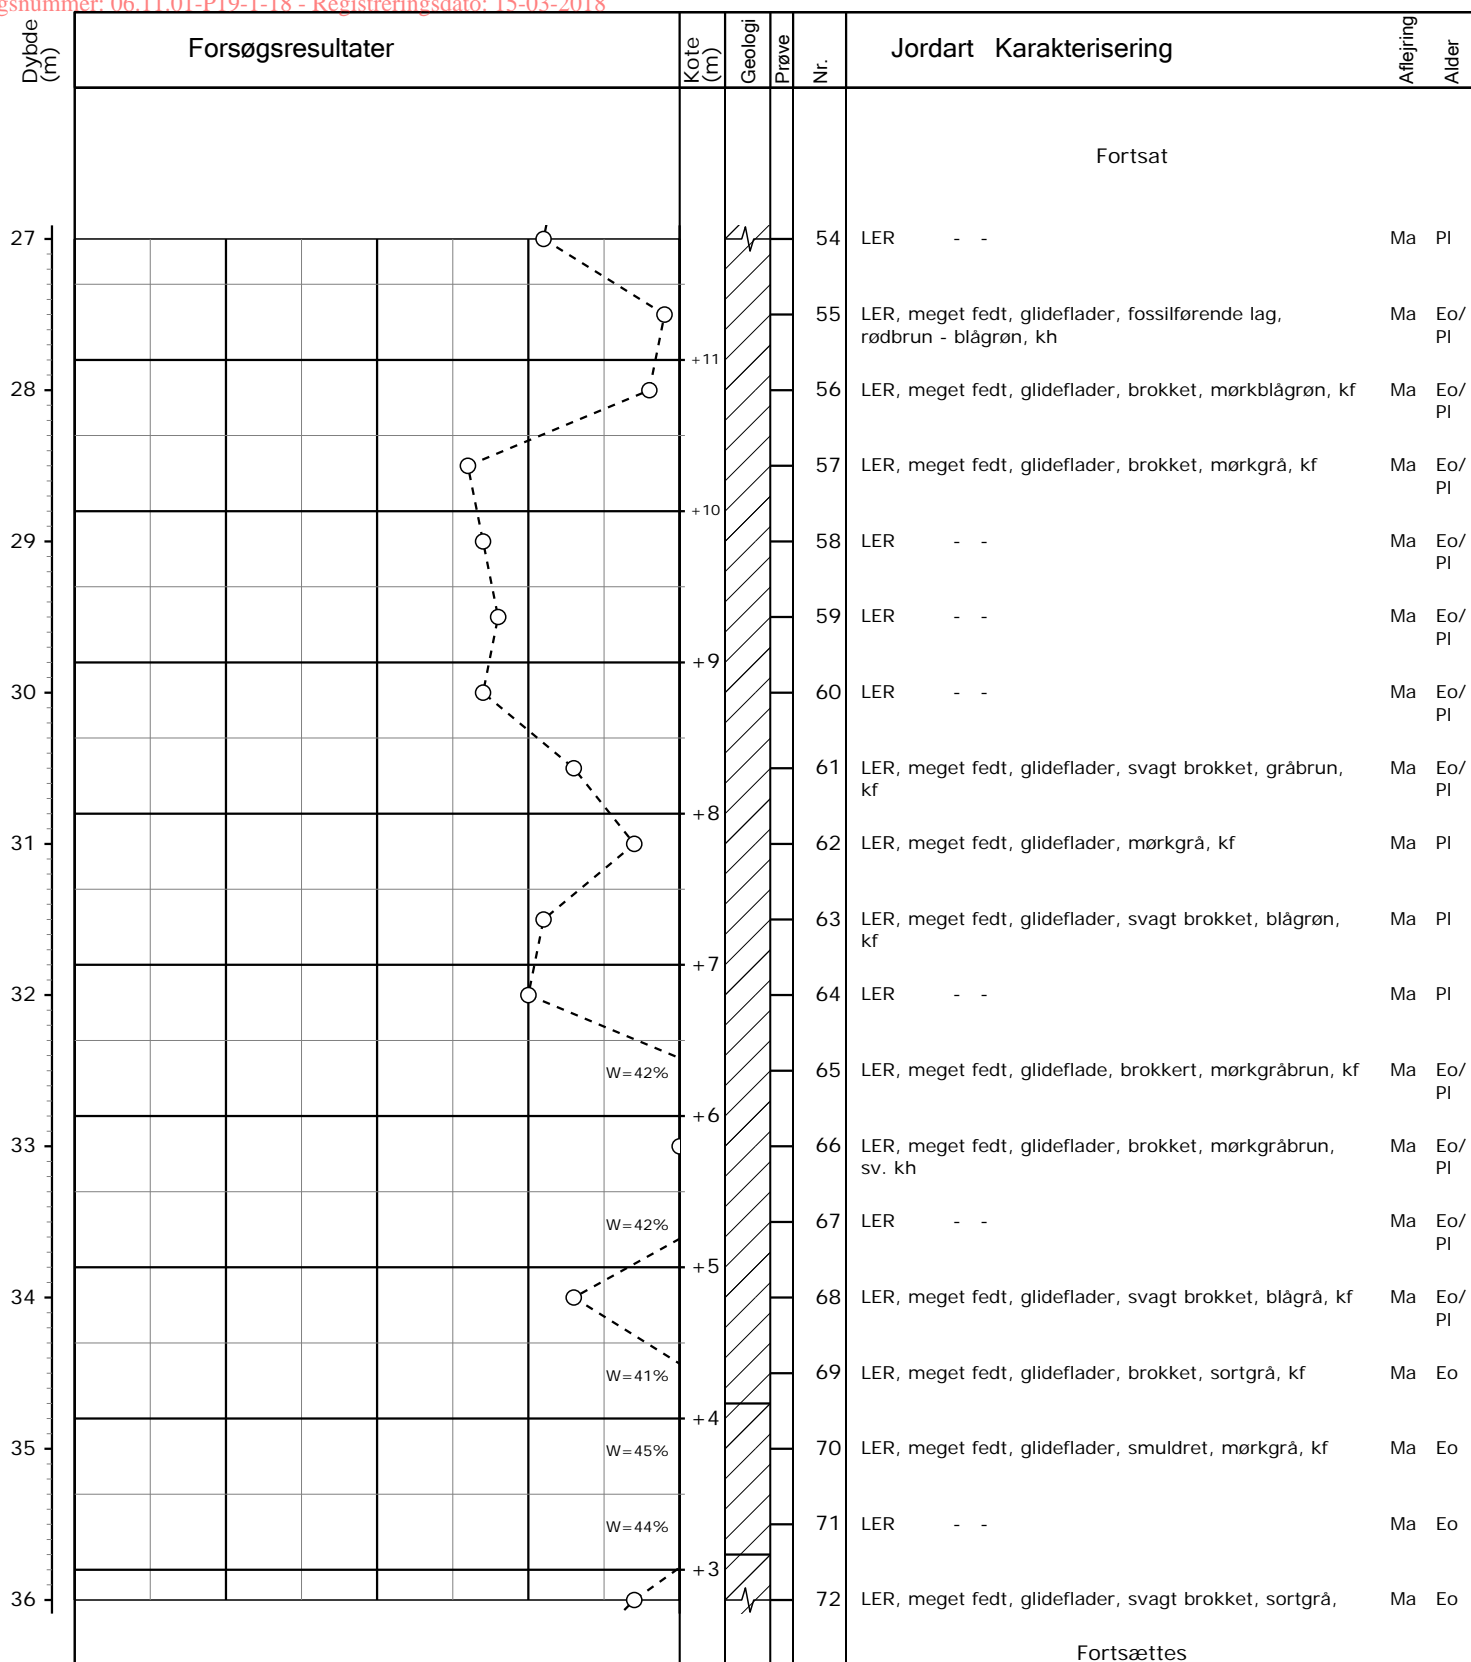 gsnummer: 06.11.01-P19-1-18 - Registreringsdato: 15-03-2018
Dybde (m) Forsøgsresultater Kote (m) Geologi Prøve Nr. Jordart Karakterisering Aflejring Alder
Fortsat
27 54 LER - - Ma Pl
55 LER, meget fedt, glideflader, fossilførende lag, Ma Eo/
rødbrun - blågrøn, kh Pl
+11
28 56 LER, meget fedt, glideflader, brokket, mørkblågrøn, kf Ma Eo/
Pl
57 LER, meget fedt, glideflader, brokket, mørkgrå, kf Ma Eo/
Pl
+10
29 58 LER - - Ma Eo/
Pl
59 LER - - Ma Eo/
Pl
+9
30 60 LER - - Ma Eo/
Pl
61 LER, meget fedt, glideflader, svagt brokket, gråbrun, Ma Eo/
kf Pl
+8
31 62 LER, meget fedt, glideflader, mørkgrå, kf Ma Pl
63 LER, meget fedt, glideflader, svagt brokket, blågrøn, Ma Pl
kf
+7
32 64 LER - - Ma Pl
W=42% 65 LER, meget fedt, glideflade, brokkert, mørkgråbrun, kf Ma Eo/
Pl
+6
33 66 LER, meget fedt, glideflader, brokket, mørkgråbrun, Ma Eo/
sv. kh Pl
W=42% 67 LER - - Ma Eo/
Pl
+5
34 68 LER, meget fedt, glideflader, svagt brokket, blågrå, kf Ma Eo/
Pl
W=41% 69 LER, meget fedt, glideflader, brokket, sortgrå, kf Ma Eo
+4
35 W=45% 70 LER, meget fedt, glideflader, smuldret, mørkgrå, kf Ma Eo
W=44% 71 LER - - Ma Eo
+3
36 72 LER, meget fedt, glideflader, svagt brokket, sortgrå, Ma Eo
Fortsættes